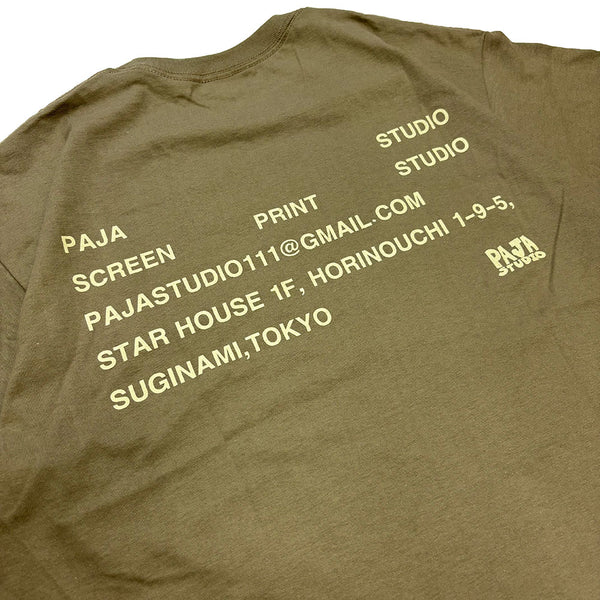 PAJA STUDIO
SCREEN PRINT STUDIO
PAJASTUDIO111@GMAIL.COM
STAR HOUSE 1F, HORINOUCHI 1-9-5,
SUGINAMI,TOKYO
PAJA
STUDIO